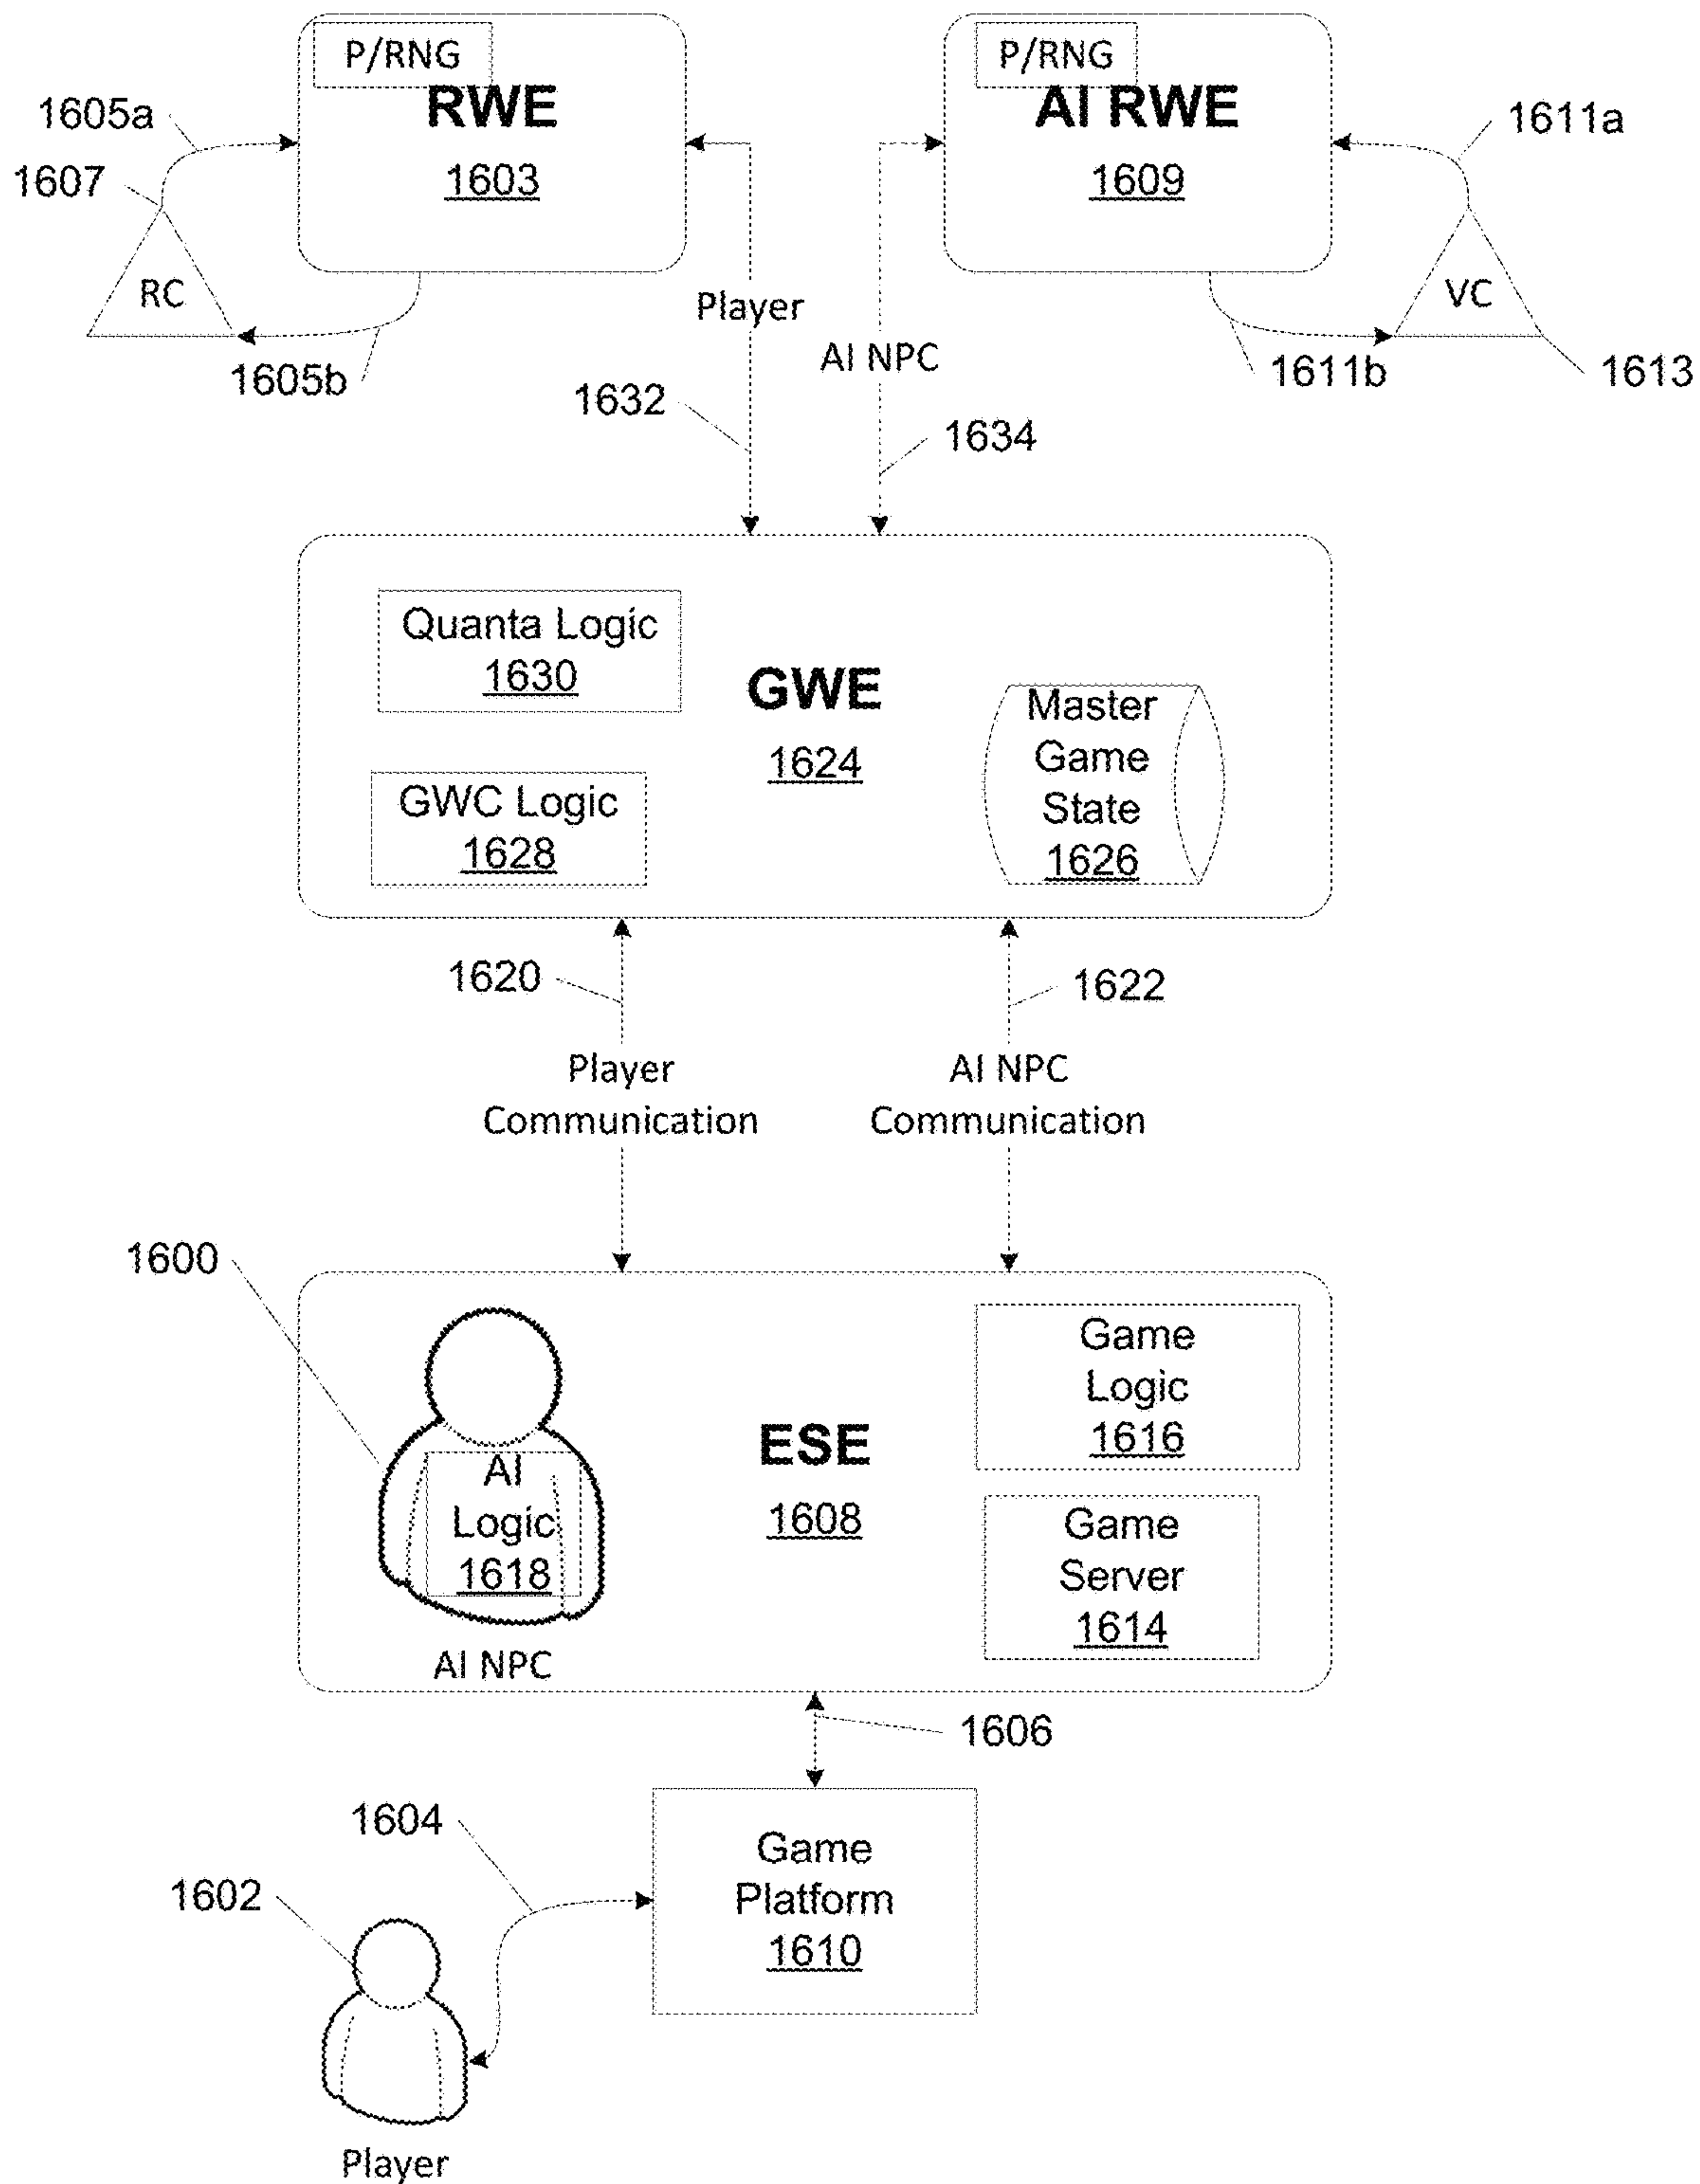 P/RNG
RWE
1603
P/RNG
AI RWE
1609
1605a
1607
RC
1605b
1611a
VC
1611b
1613
Player
1632
AI NPC
1634
Quanta Logic
1630
GWE
1624
GWC Logic
1628
Master
Game
State
1626
1620
Player
Communication
1622
AI NPC
Communication
1600
AI
Logic
1618
AI NPC
ESE
1608
Game
Logic
1616
Game
Server
1614
1606
1604
Game
Platform
1610
1602
Player